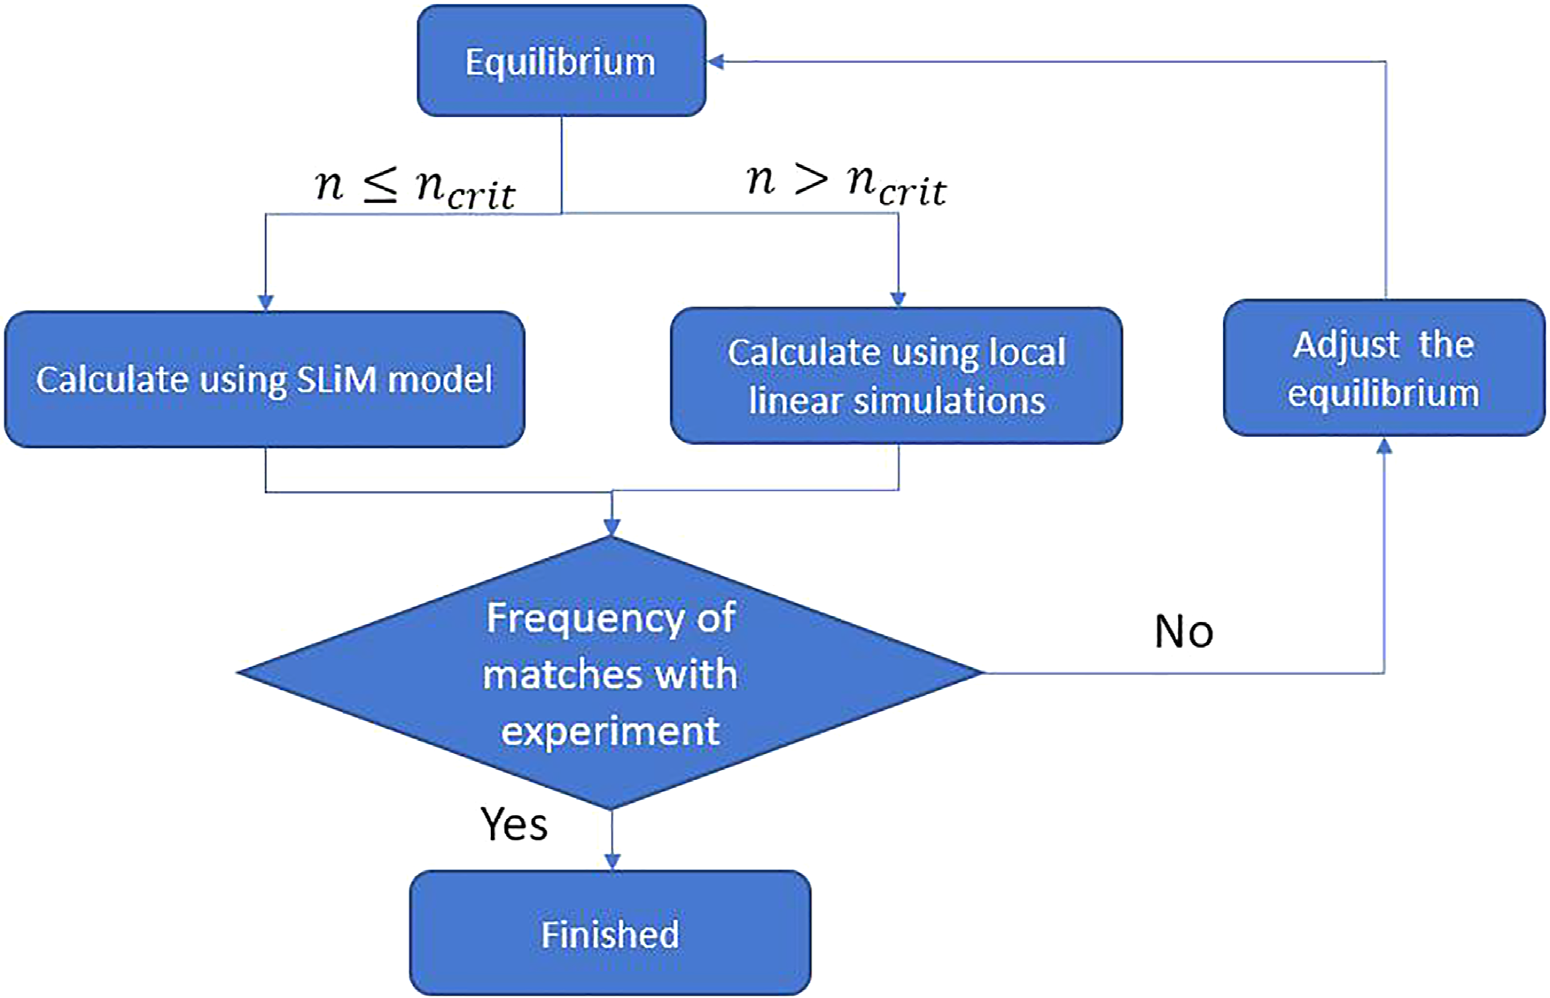 Equilibrium
n ≤ n_crit
n > n_crit
Calculate using SLiM model
Calculate using local
linear simulations
Adjust the
equilibrium
Frequency of
matches with
experiment
No
Yes
Finished